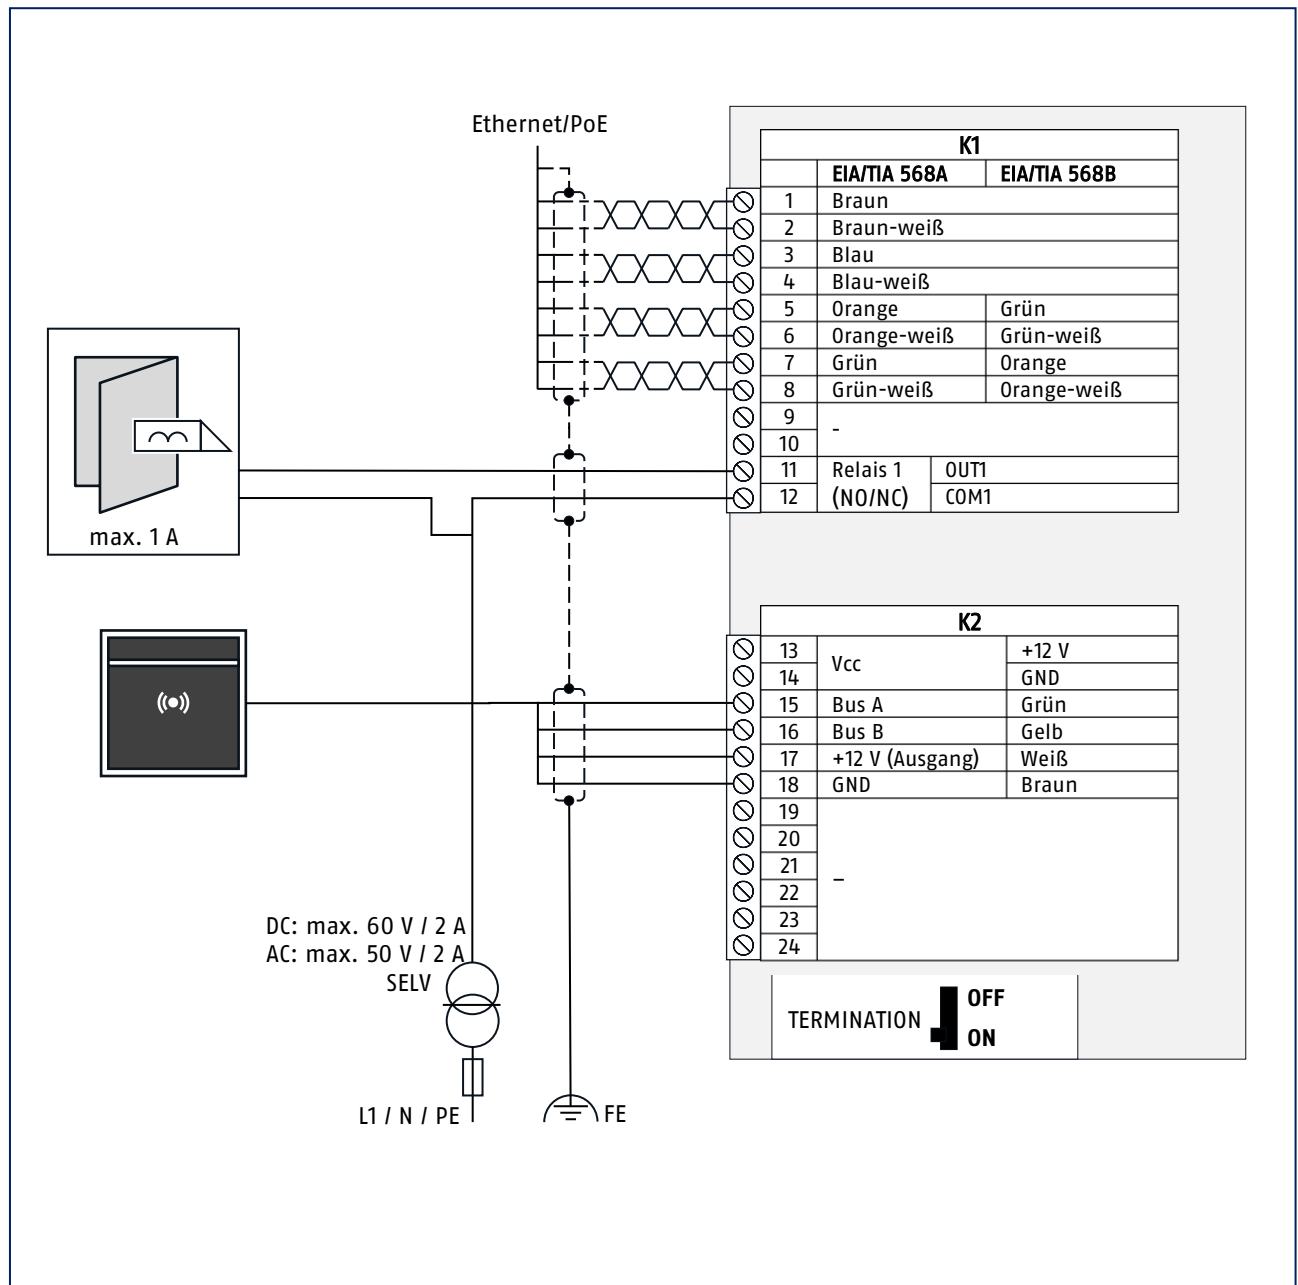 Ethernet/PoE
K1
EIA/TIA 568A EIA/TIA 568B
1 Braun
2 Braun-weiß
3 Blau
4 Blau-weiß
5 Orange Grün
6 Orange-weiß Grün-weiß
7 Grün Orange
8 Grün-weiß Orange-weiß
9
-
10
11 Relais 1 OUT1
12 (NO/NC) COM1
max. 1 A
K2
13 Vcc +12 V
14 GND
15 Bus A Grün
16 Bus B Gelb
17 +12 V (Ausgang) Weiß
18 GND Braun
19
20
21
–
22
23
24
DC: max. 60 V / 2 A
AC: max. 50 V / 2 A
SELV
TERMINATION
OFF
ON
L1 / N / PE
FE